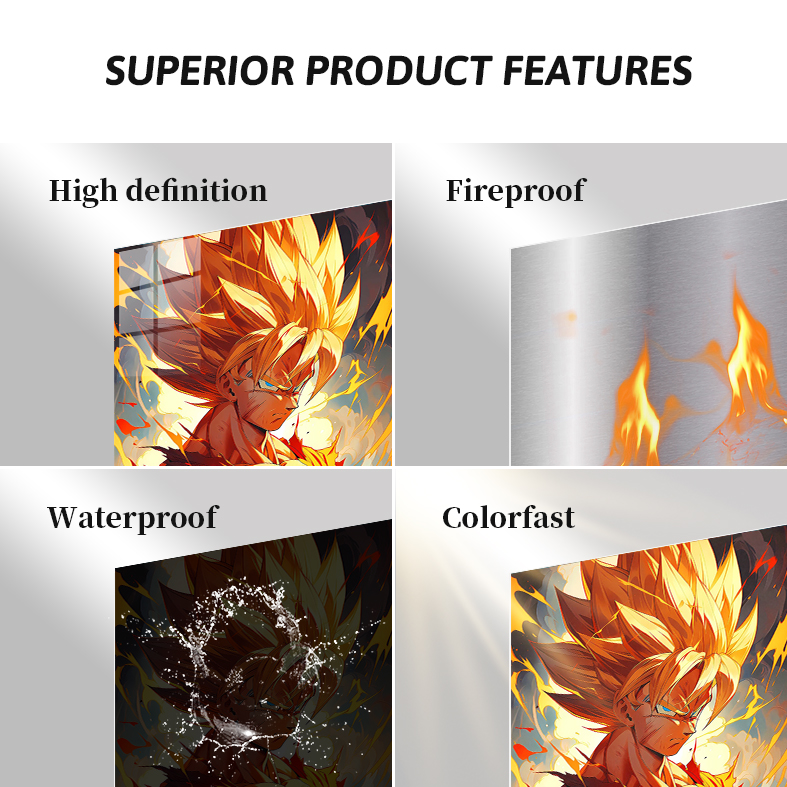 SUPERIOR PRODUCT FEATURES
High definition
Fireproof
Waterproof
Colorfast